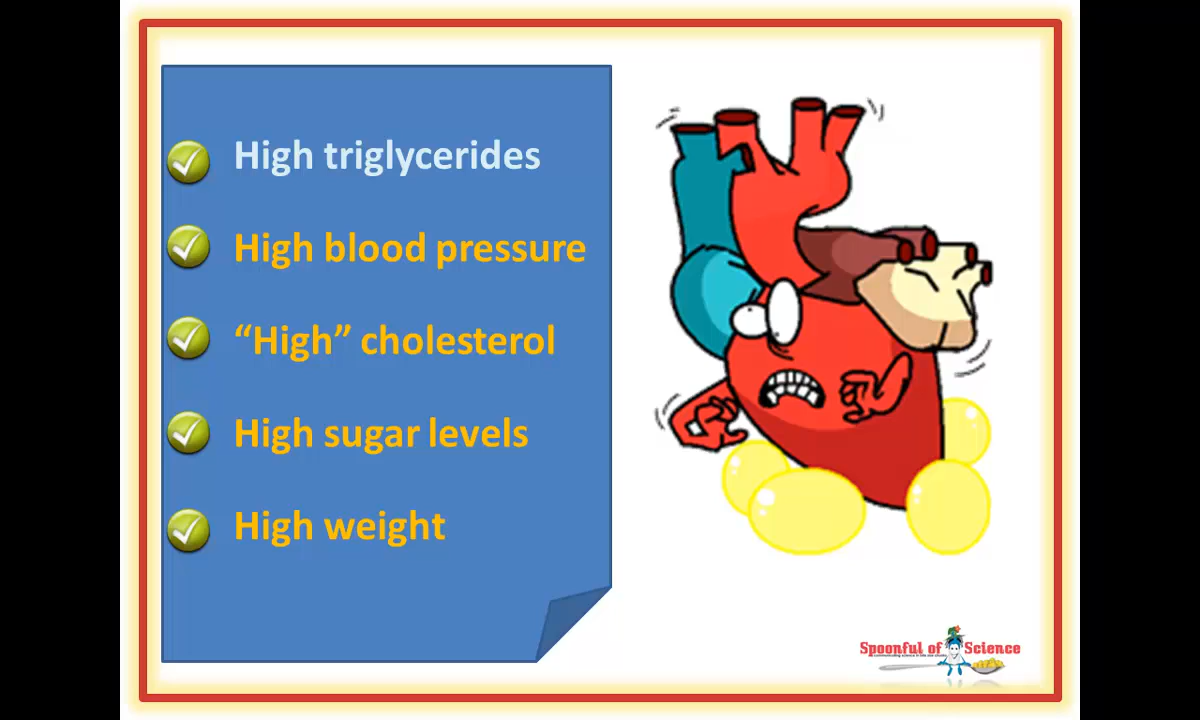 High triglycerides
High blood pressure
“High” cholesterol
High sugar levels
High weight
Spoonful of Science